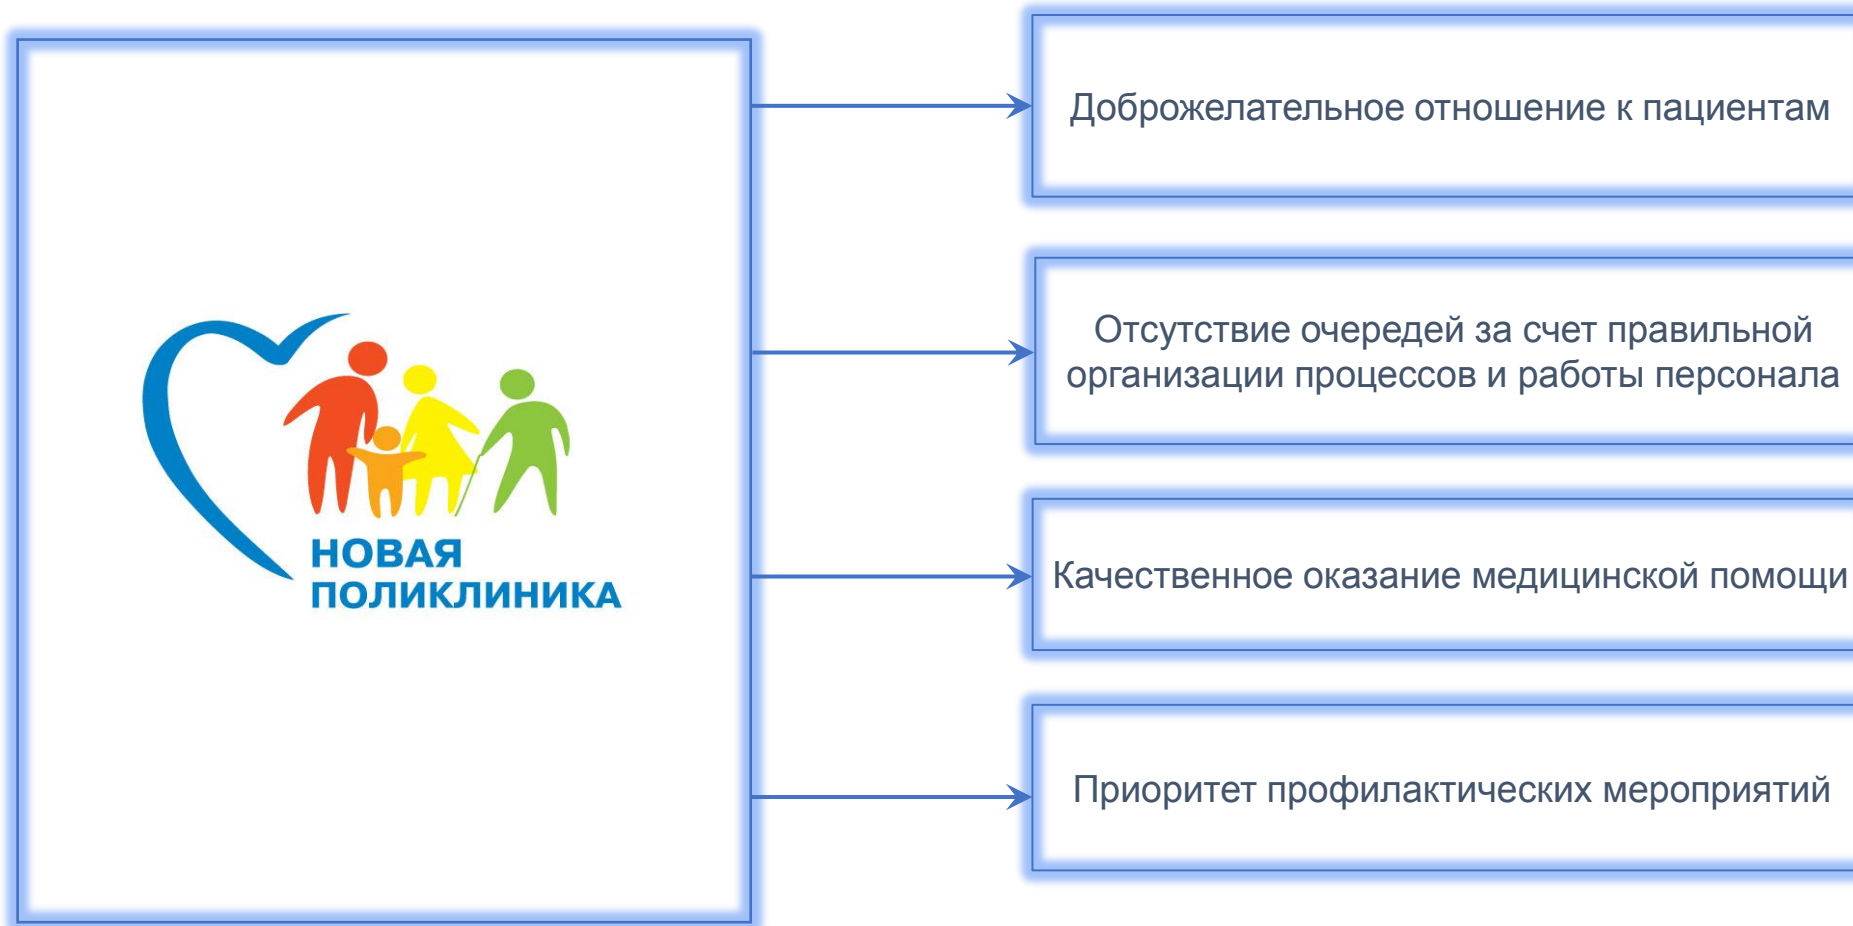 НОВАЯ
ПОЛИКЛИНИКА
Доброжелательное отношение к пациентам
Отсутствие очередей за счет правильной
организации процессов и работы персонала
Качественное оказание медицинской помощи
Приоритет профилактических мероприятий